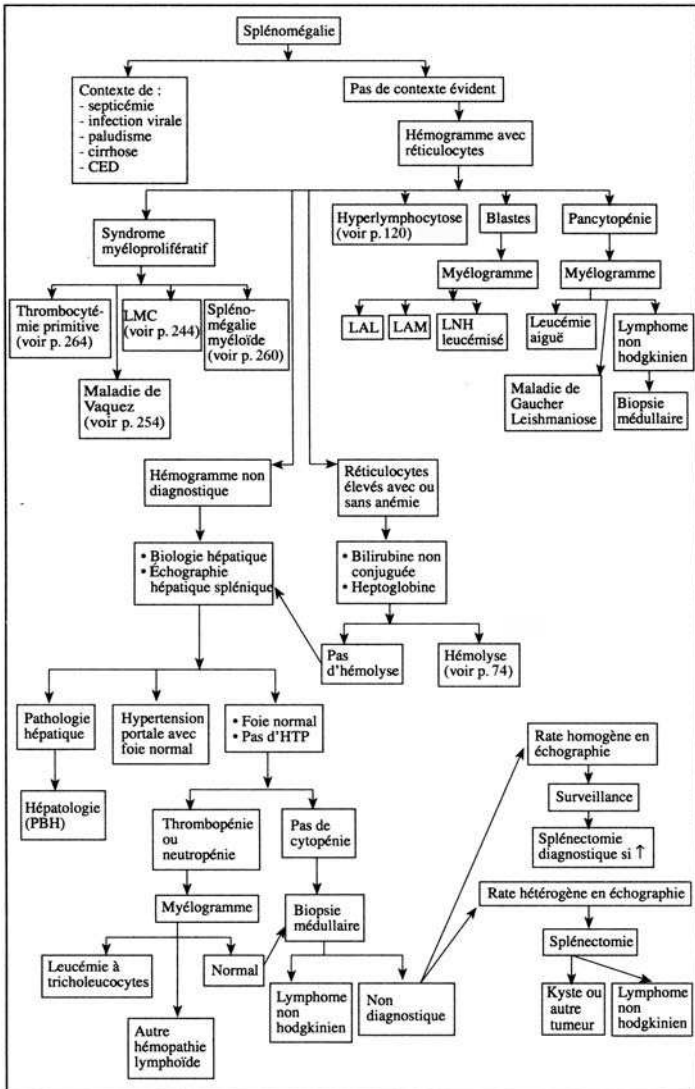 Splénomégalie
Contexte de :
- septicémie
- infection virale
- paludisme
- cirrhose
- CED
Pas de contexte évident
Hémogramme avec
réticulocytes
Syndrome
myéloprolifératif
Hyperlymphocytose
(voir p. 120)
Blastes
Pancytopénie
Myélogramme
Myélogramme
Thrombocyté-
mie primitive
(voir p. 264)
LMC
(voir p. 244)
Spléno-
mégalie
myéloïde
(voir p. 260)
LAL
LAM
LNH
leucémisé
Leucémie
aiguë
Lymphome
non
hodgkinien
Maladie de
Vaquez
(voir p. 254)
Maladie de
Gaucher
Leishmaniose
Biopsie
médullaire
Hémogramme non
diagnostique
Réticulocytes
élevés avec ou
sans anémie
• Biologie hépatique
• Échographie
hépatique splénique
• Bilirubine non
conjuguée
• Heptoglobine
Pas
d'hémolyse
Hémolyse
(voir p. 74)
Pathologie
hépatique
Hypertension
portale avec
foie normal
• Foie normal
• Pas d'HTP
Rate homogène en
échographie
Hépatologie
(PBH)
Thrombopénie
ou
neutropénie
Pas de
cytopénie
Surveillance
Splénectomie
diagnostique si ↑
Myélogramme
Biopsie
médullaire
Rate hétérogène en échographie
Splénectomie
Leucémie à
tricholeucocytes
Normal
Lymphome
non
hodgkinien
Non
diagnostique
Kyste ou
autre
tumeur
Lymphome
non
hodgkinien
Autre
hémopathie
lymphoïde